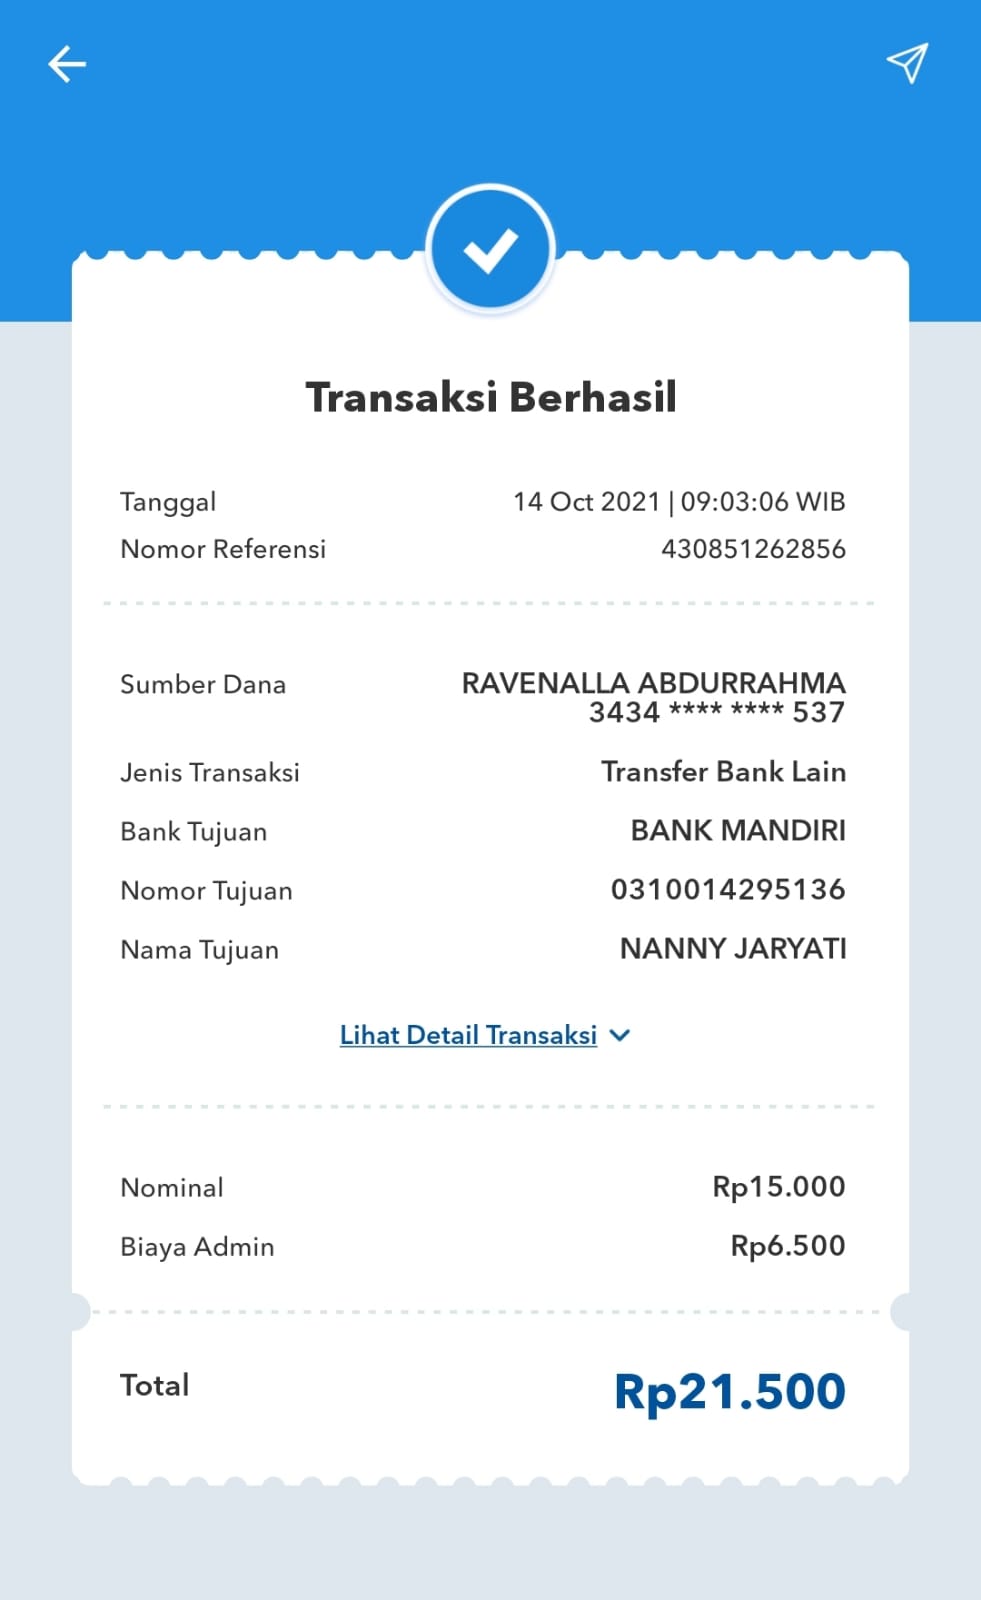 Transaksi Berhasil
Tanggal 14 Oct 2021 | 09:03:06 WIB
Nomor Referensi 430851262856
Sumber Dana RAVENALLA ABDURRAHMA
3434 **** **** 537
Jenis Transaksi Transfer Bank Lain
Bank Tujuan BANK MANDIRI
Nomor Tujuan 0310014295136
Nama Tujuan NANNY JARYATI
Lihat Detail Transaksi
Nominal Rp15.000
Biaya Admin Rp6.500
Total Rp21.500